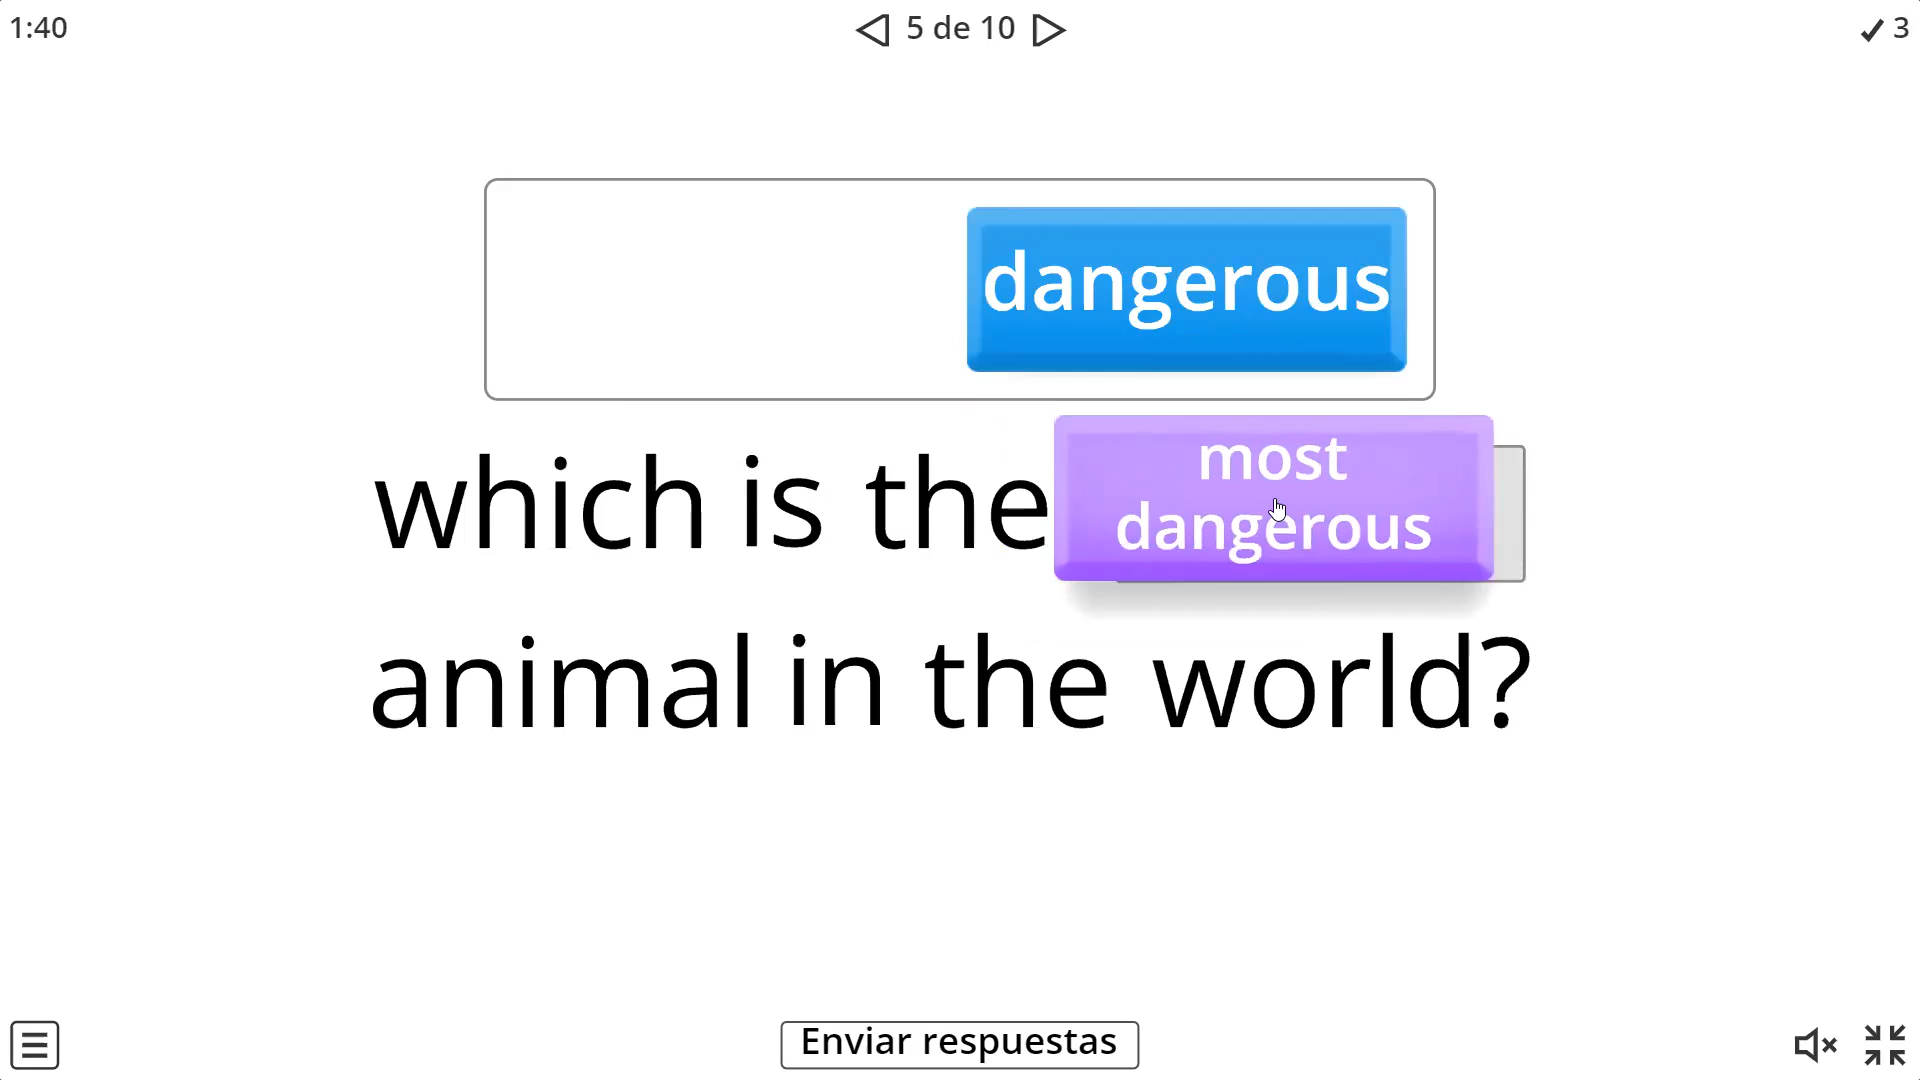 1:40
5 de 10
3
dangerous
which is the
most
dangerous
animal in the world?
Enviar respuestas